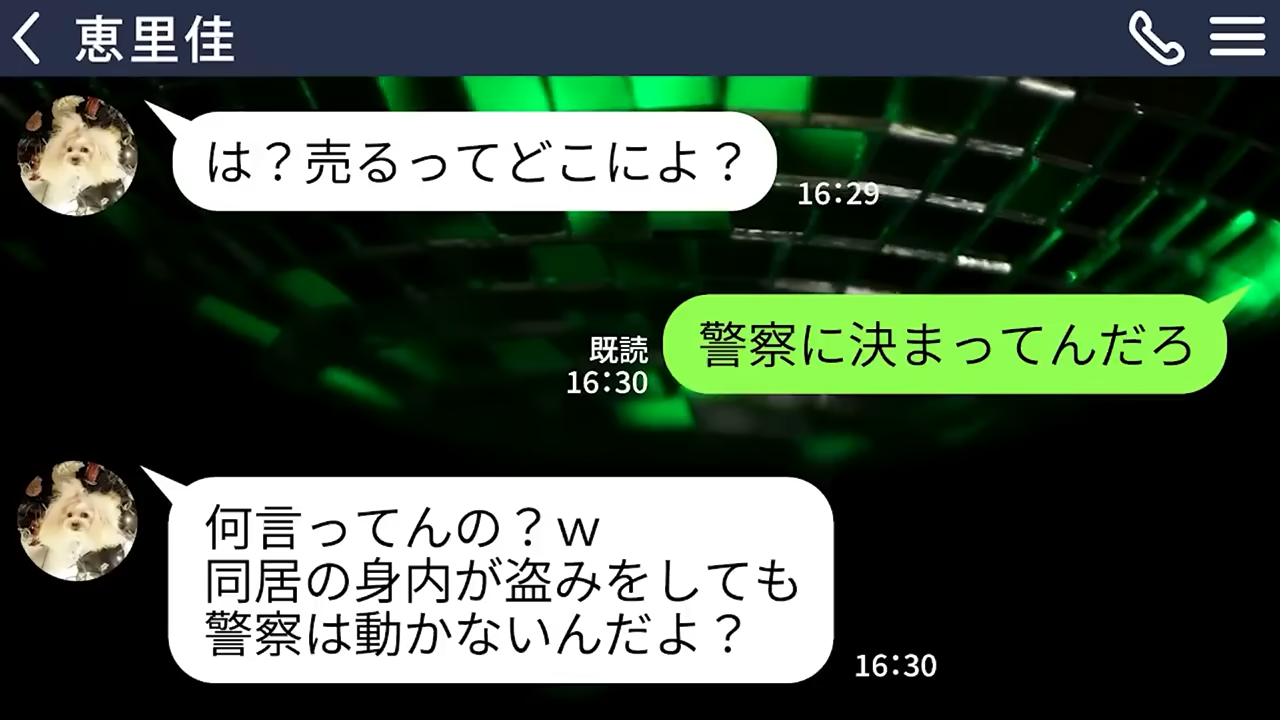 恵里佳
は？売るってどこによ？
16:29
警察に決まってんだろ
既読
16:30
何言ってんの？ｗ
同居の身内が盗みをしても
警察は動かないんだよ？
16:30